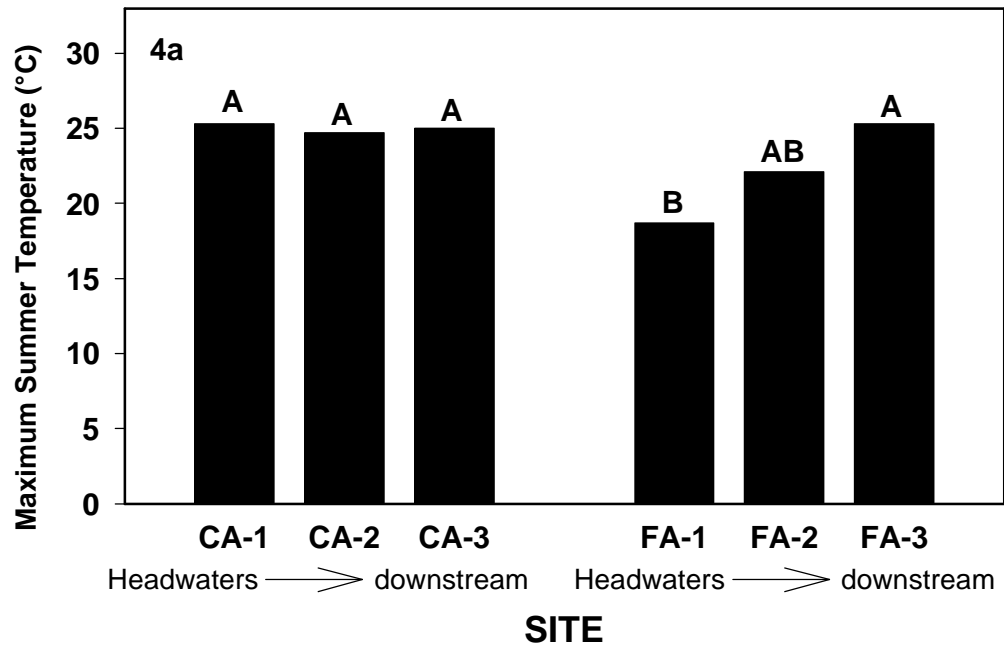 4a
Maximum Summer Temperature (°C)
30
25
20
15
10
5
0
A
A
A
B
AB
A
CA-1 CA-2 CA-3 FA-1 FA-2 FA-3
Headwaters downstream Headwaters downstream
SITE